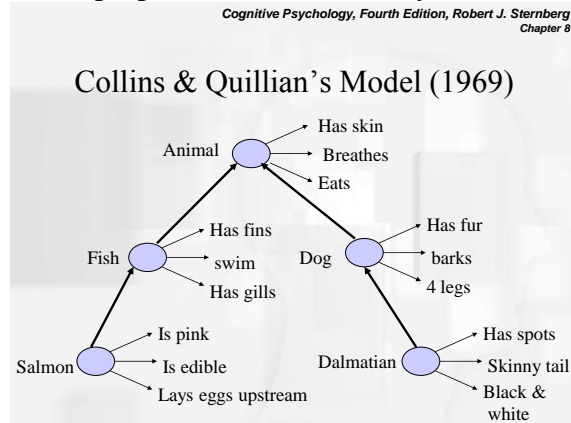 Cognitive Psychology, Fourth Edition, Robert J. Sternberg
Chapter 8
Collins & Quillian's Model (1969)
Animal
Has skin
Breathes
Eats
Fish
Has fins
swim
Has gills
Dog
Has fur
barks
4 legs
Salmon
Is pink
Is edible
Lays eggs upstream
Dalmatian
Has spots
Skinny tail
Black &
white